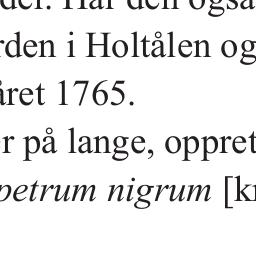 Har den også
rden i Holtålen og
året 1765.
r på lange, oppret
petrum nigrum [k